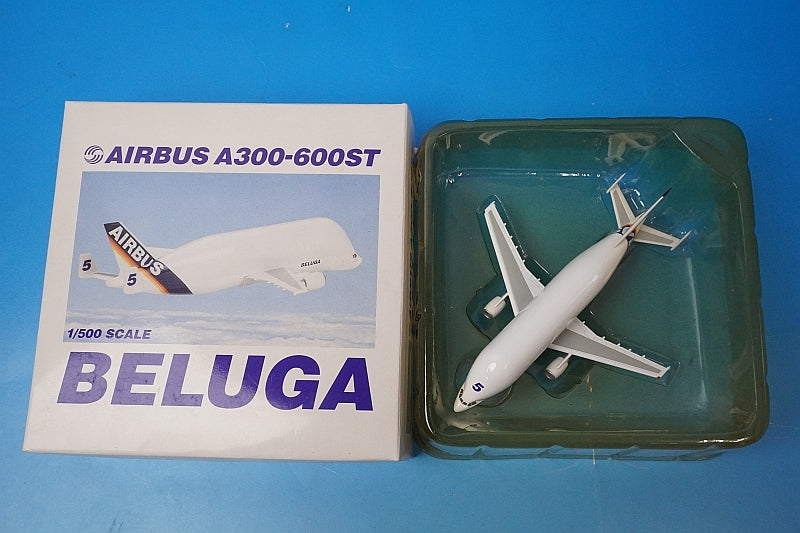 AIRBUS A300-600ST
AIRBUS
5
5
BELUGA
1/500 SCALE
BELUGA
5